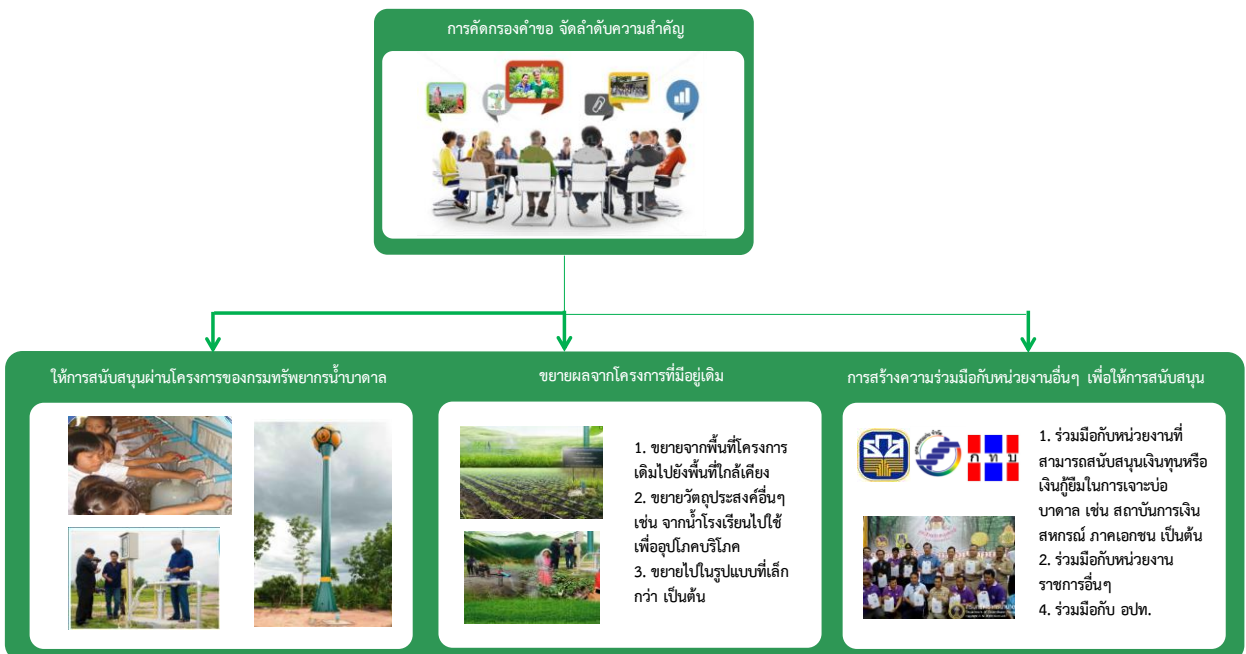 การคัดกรองคำขอ จัดลำดับความสำคัญ
ให้การสนับสนุนผ่านโครงการของกรมทรัพยากรน้ำบาดาล
ขยายผลจากโครงการที่มีอยู่เดิม
1. ขยายจากพื้นที่โครงการ
เดิมไปยังพื้นที่ใกล้เคียง
2. ขยายวัตถุประสงค์อื่นๆ
เช่น จากน้ำโรงเรียนไปใช้
เพื่ออุปโภคบริโภค
3. ขยายไปในรูปแบบที่เล็ก
กว่า เป็นต้น
การสร้างความร่วมมือกับหน่วยงานอื่นๆ เพื่อให้การสนับสนุน
ก ท บ
1. ร่วมมือกับหน่วยงานที่
สามารถสนับสนุนเงินทุนหรือ
เงินกู้ยืมในการเจาะบ่อ
บาดาล เช่น สถาบันการเงิน
สหกรณ์ ภาคเอกชน เป็นต้น
2. ร่วมมือกับหน่วยงาน
ราชการอื่นๆ
4. ร่วมมือกับ อปท.